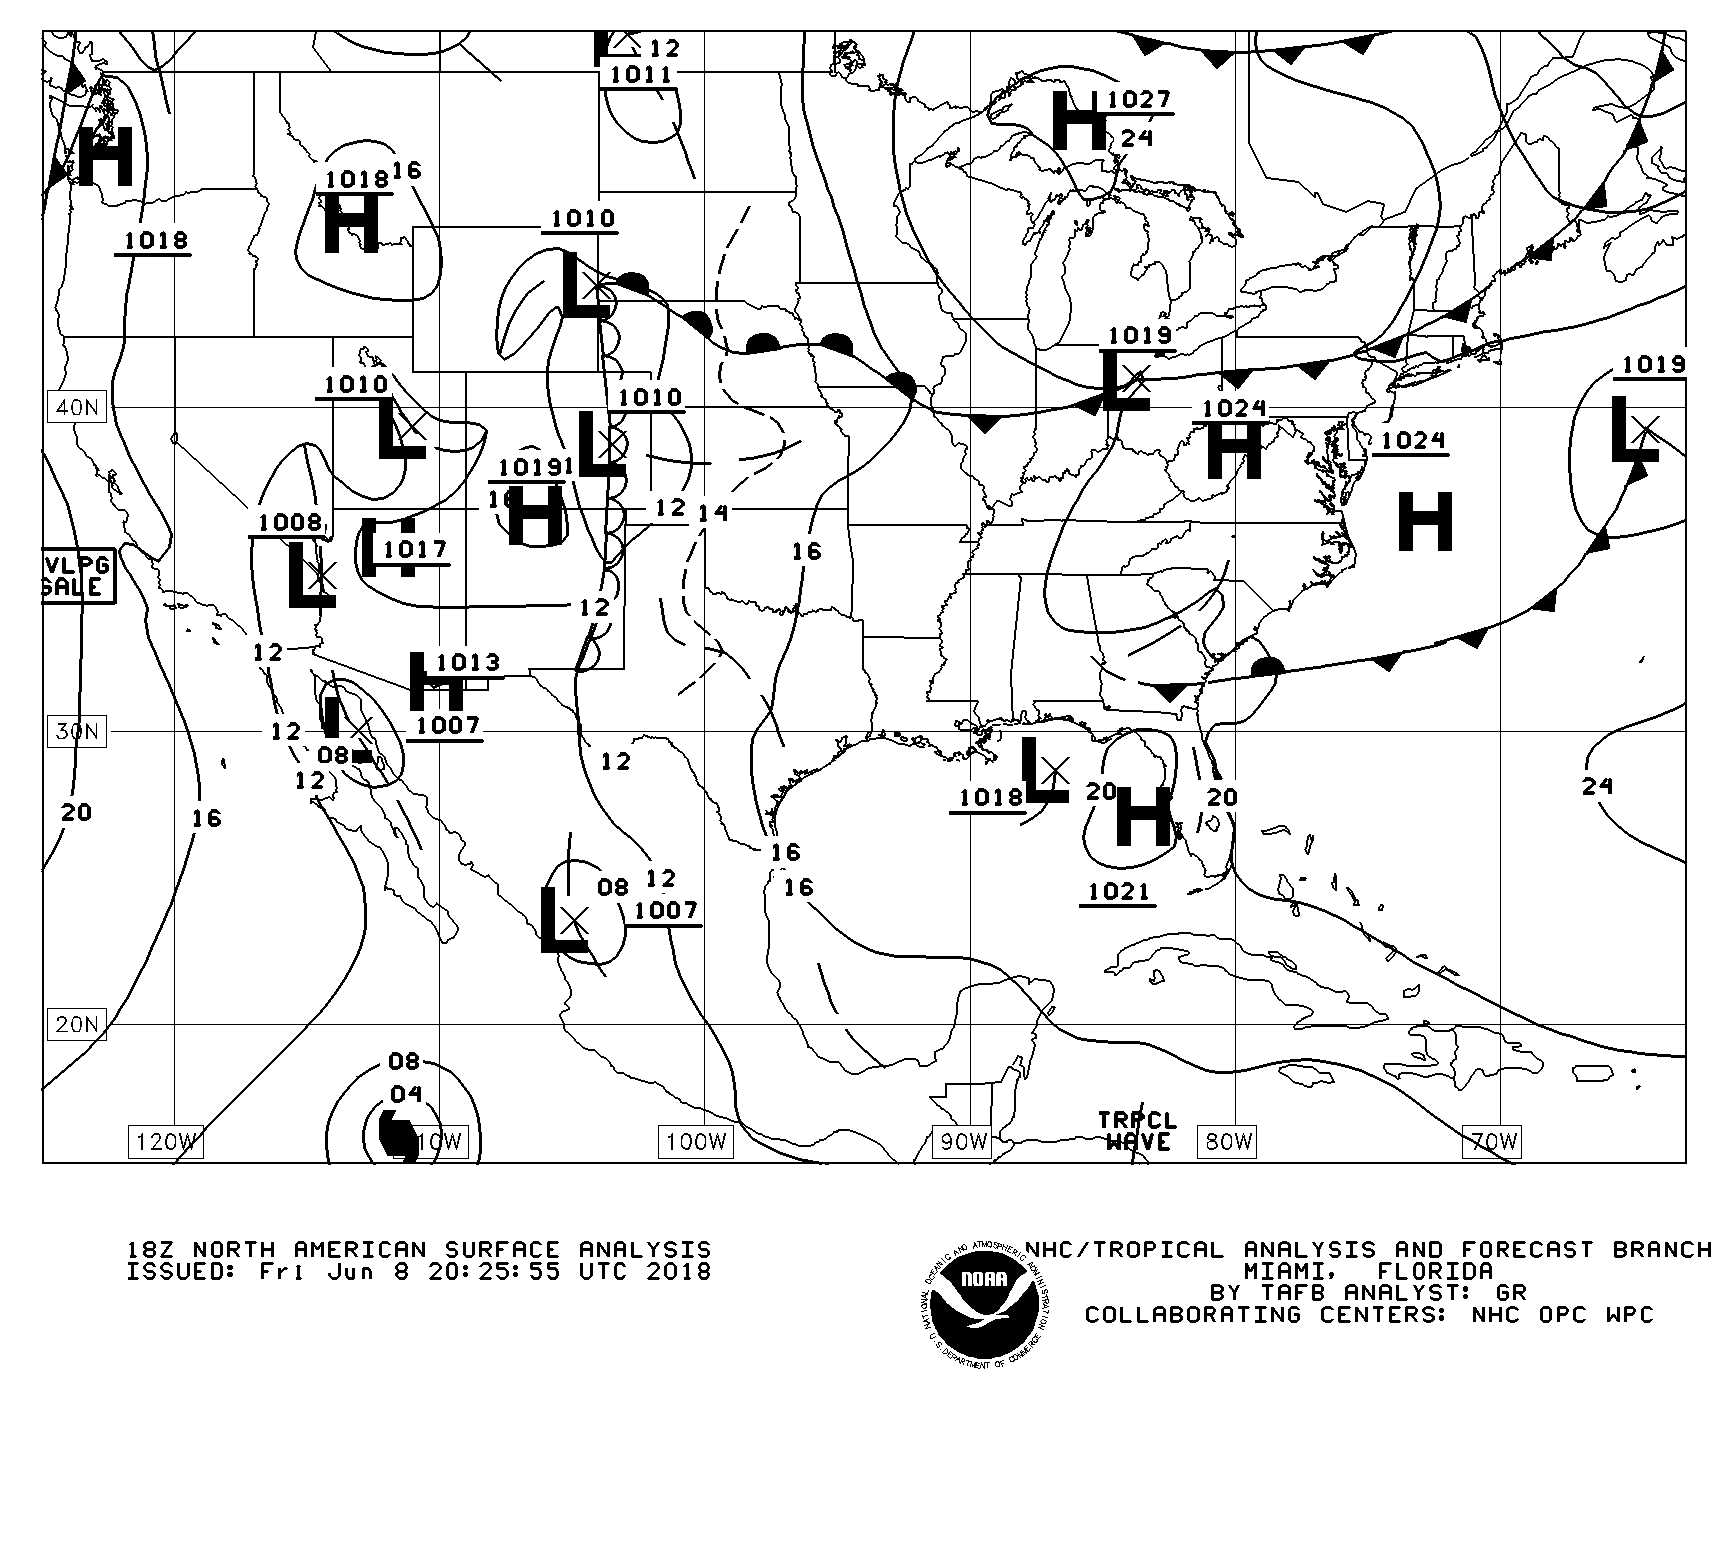 12
1011
H
1027
H
24
1018
16
H
1010
1018
L
1019
L
1019
1010
L
40N
1010
L
1024
H
1024
L
1019
H
16
H
12
14
1008
L
1017
16
VLPG
GALE
12
12
1013
H
1007
30N
12
08
12
12
L
1018
20
H
20
24
20
16
16
16
12
08
1007
L
1021
20N
08
04
TRPCL
WAVE
120W
10W
100W
90W
80W
70W
18Z NORTH AMERICAN SURFACE ANALYSIS
ISSUED: Fri Jun 8 20:25:55 UTC 2018
NHC/TROPICAL ANALYSIS AND FORECAST BRANCH
MIAMI, FLORIDA
BY TAFB ANALYST: GR
COLLABORATING CENTERS: NHC OPC WPC
NOAA
NATIONAL OCEANIC AND ATMOSPHERIC ADMINISTRATION
U.S. DEPARTMENT OF COMMERCE